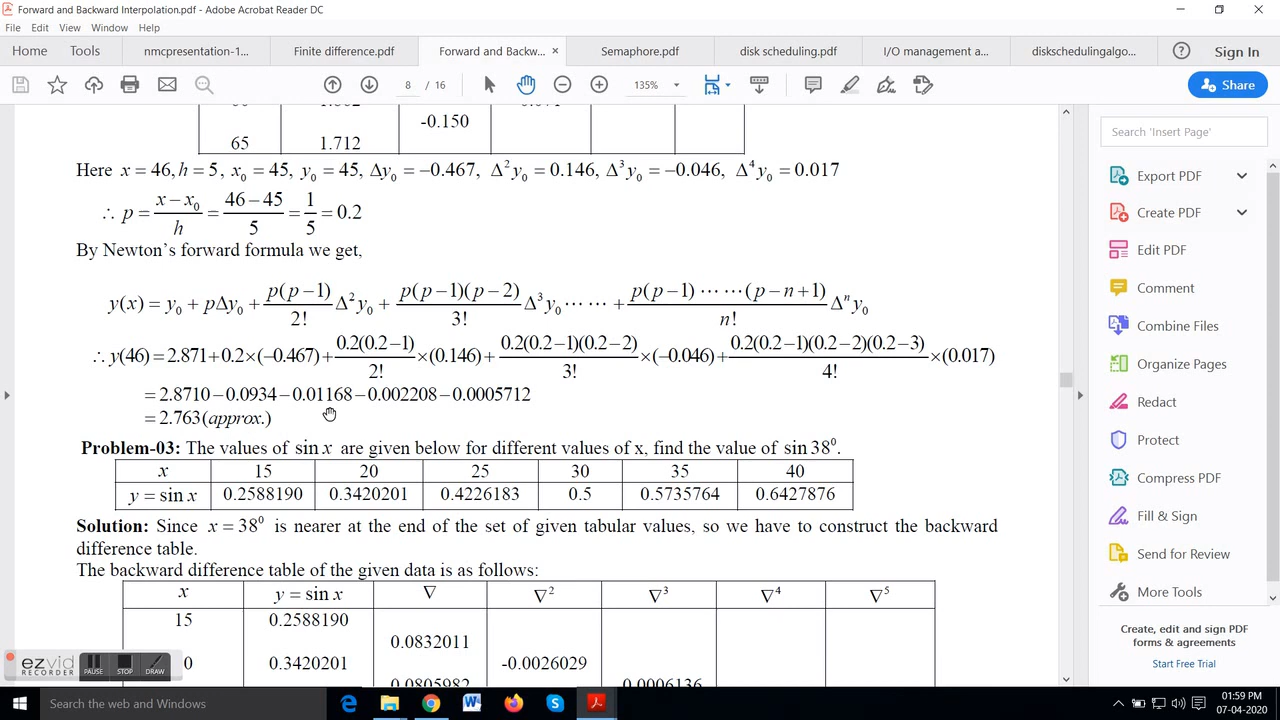 Forward and Backward Interpolation.pdf - Adobe Acrobat Reader DC
File Edit View Window Help
Home Tools nmcpresentation-1... Finite difference.pdf Forward and Backw... × Semaphore.pdf disk scheduling.pdf I/O management a... diskschedulingalgo... Sign In
8 / 16 135% Share
-0.150
65 1.712
Here x = 46, h = 5, x₀ = 45, y₀ = 45, Δy₀ = −0.467, Δ²y₀ = 0.146, Δ³y₀ = −0.046, Δ⁴y₀ = 0.017
∴ p = (x − x₀)/h = (46 − 45)/5 = 1/5 = 0.2
By Newton's forward formula we get,
y(x) = y₀ + pΔy₀ + p(p−1)/2! Δ²y₀ + p(p−1)(p−2)/3! Δ³y₀ ⋯⋯ + p(p−1)⋯⋯(p−n+1)/n! Δⁿy₀
∴ y(46) = 2.871 + 0.2×(−0.467) + 0.2(0.2−1)/2! ×(0.146) + 0.2(0.2−1)(0.2−2)/3! ×(−0.046) + 0.2(0.2−1)(0.2−2)(0.2−3)/4! ×(0.017)
= 2.8710 − 0.0934 − 0.01168 − 0.002208 − 0.0005712
= 2.763(approx.)
Problem-03: The values of sin x are given below for different values of x, find the value of sin 38⁰.
x 15 20 25 30 35 40
y = sin x 0.2588190 0.3420201 0.4226183 0.5 0.5735764 0.6427876
Solution: Since x = 38⁰ is nearer at the end of the set of given tabular values, so we have to construct the backward
difference table.
The backward difference table of the given data is as follows:
x y = sin x ∇ ∇² ∇³ ∇⁴ ∇⁵
15 0.2588190
0.0832011
0 0.3420201 -0.0026029
0.0805982 0.0006136
Search 'Insert Page'
Export PDF
Create PDF
Edit PDF
Comment
Combine Files
Organize Pages
Redact
Protect
Compress PDF
Fill & Sign
Send for Review
More Tools
Create, edit and sign PDF
forms & agreements
Start Free Trial
ezvid
RECORDER
PAUSE STOP DRAW
Search the web and Windows
01:59 PM
07-04-2020